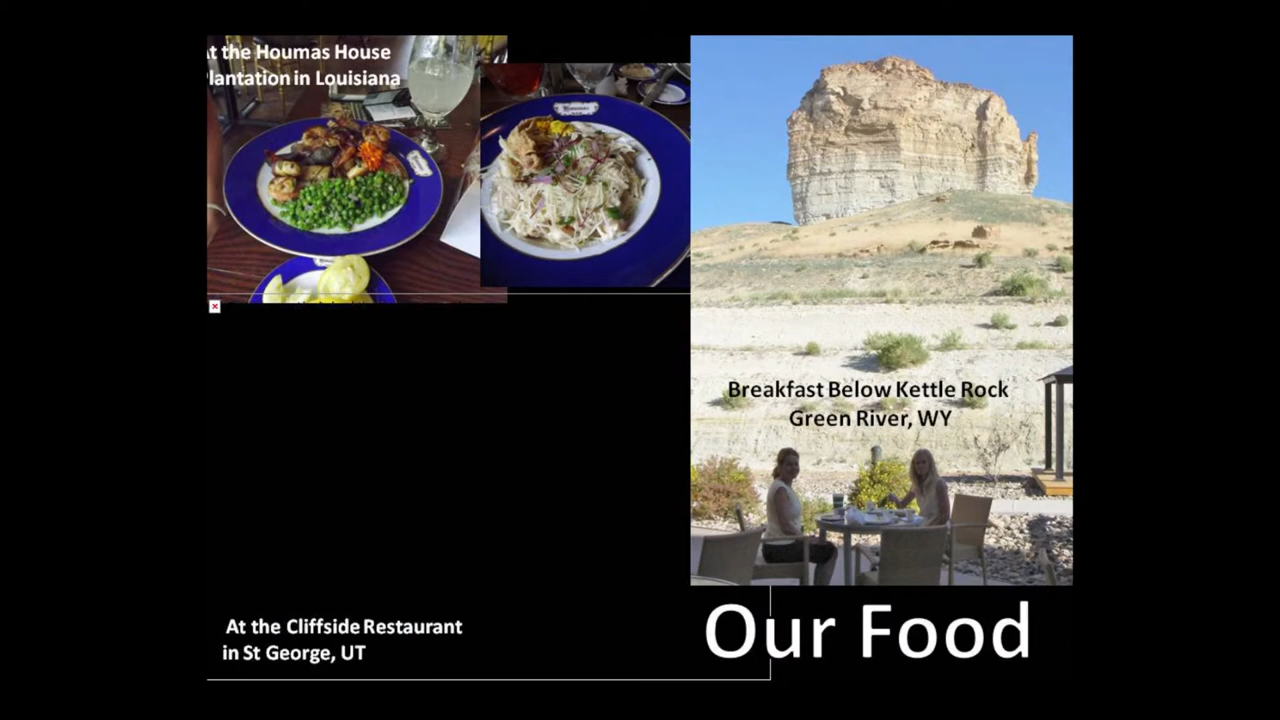 t the Houmas House
lantation in Louisiana
Breakfast Below Kettle Rock
Green River, WY
At the Cliffside Restaurant
in St George, UT
Our Food